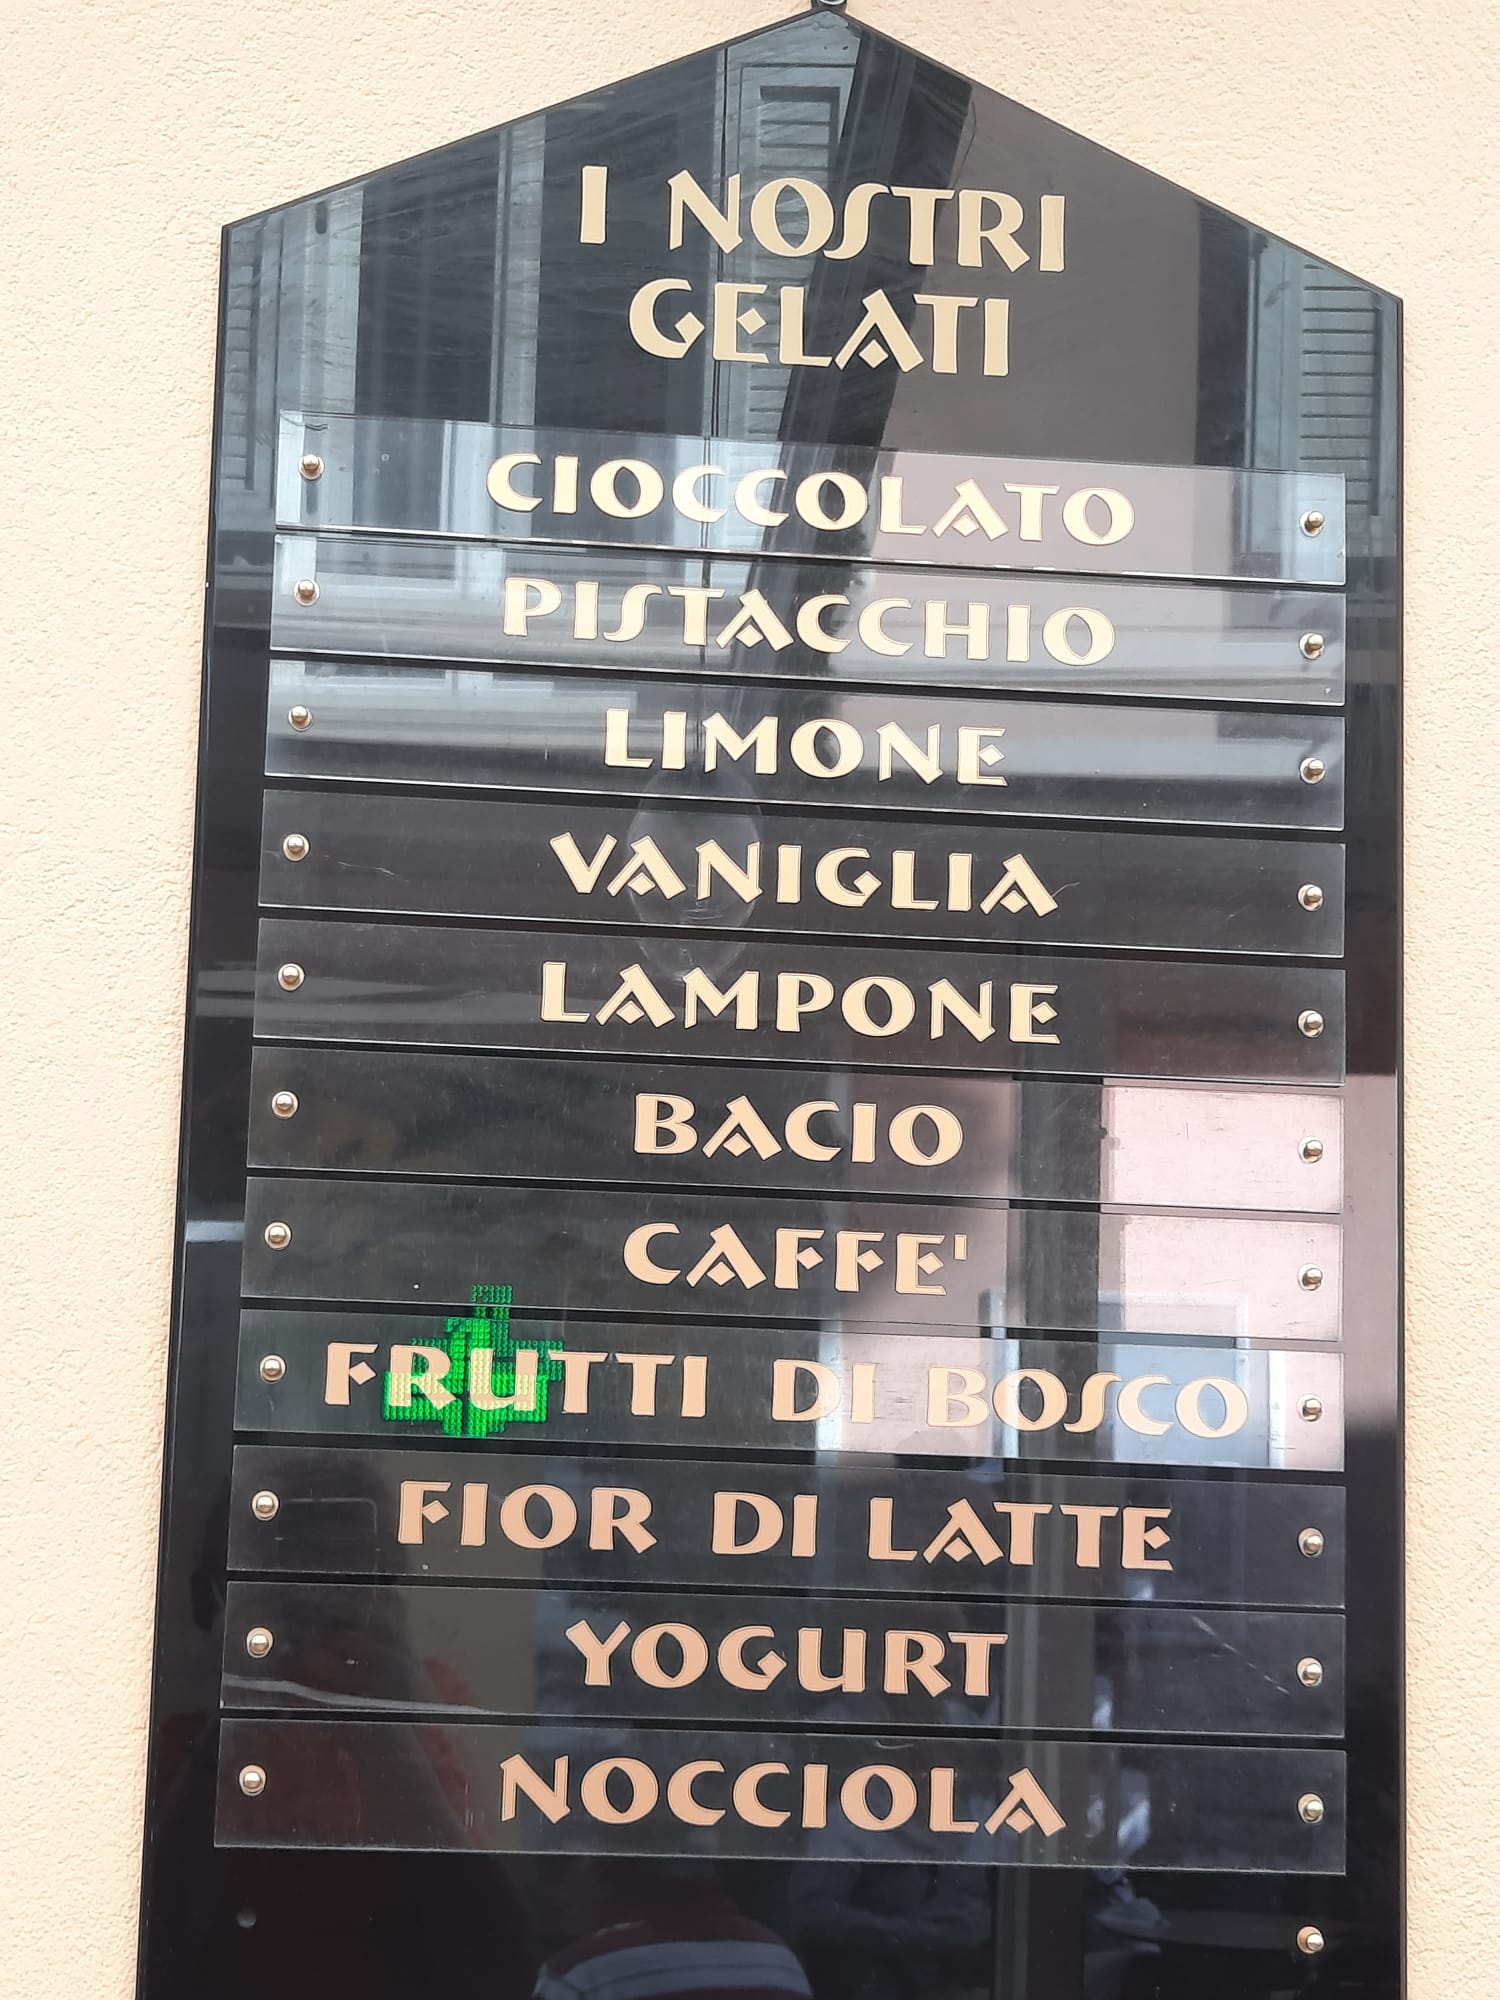 I NOSTRI
GELATI
CIOCCOLATO
PISTACCHIO
LIMONE
VANIGLIA
LAMPONE
BACIO
CAFFE'
FRUTTI DI BOSCO
FIOR DI LATTE
YOGURT
NOCCIOLA